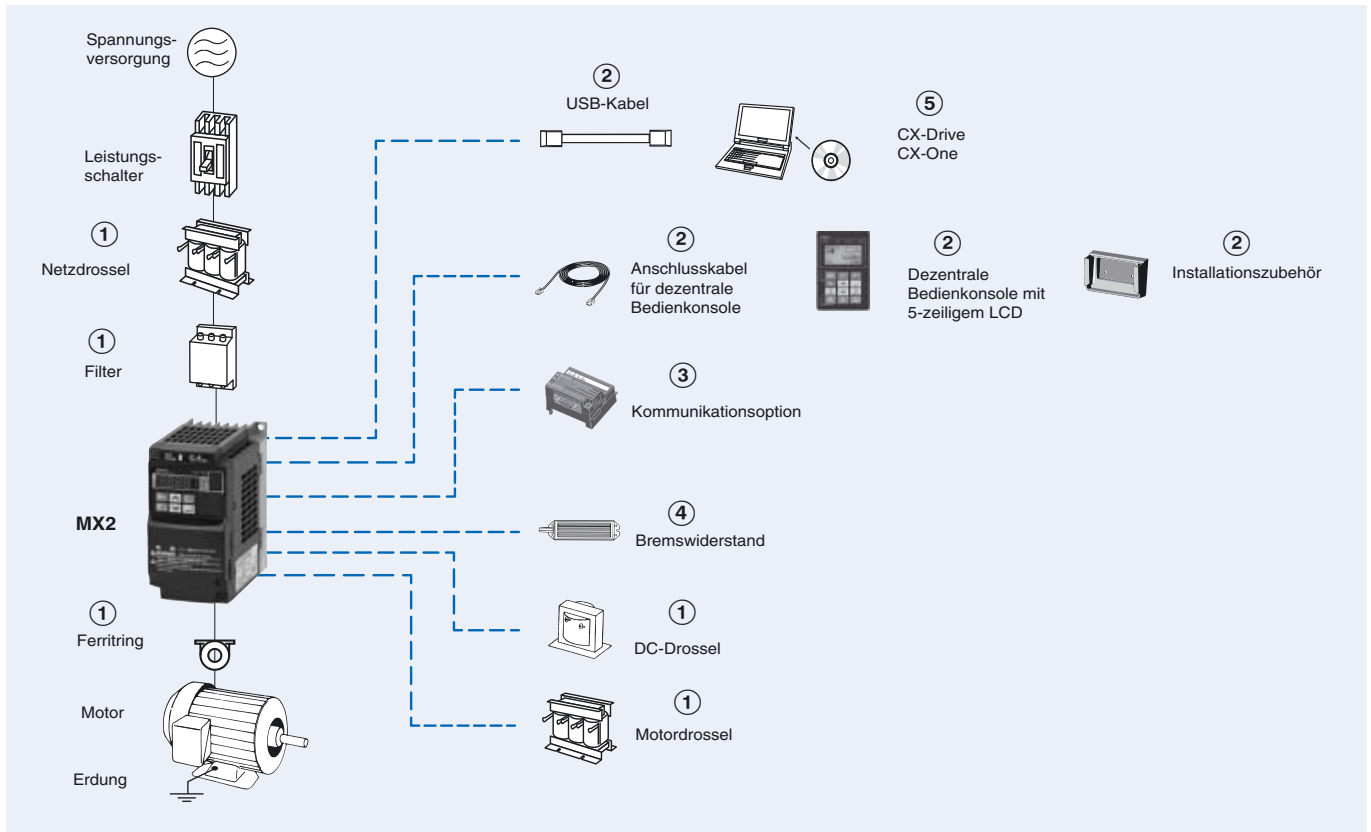 Spannungs-
versorgung
Leistungs-
schalter
1
Netzdrossel
1
Filter
MX2
1
Ferritring
Motor
Erdung
2
USB-Kabel
5
CX-Drive
CX-One
2
Anschlusskabel
für dezentrale
Bedienkonsole
2
Dezentrale
Bedienkonsole mit
5-zeiligem LCD
2
Installationszubehör
3
Kommunikationsoption
4
Bremswiderstand
1
DC-Drossel
1
Motordrossel